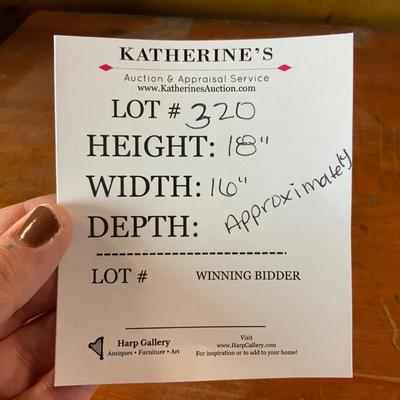 KATHERINE'S
Auction & Appraisal Service
www.KatherinesAuction.com
LOT # 320
HEIGHT: 18"
WIDTH: 16"
DEPTH:
Approximately
LOT # WINNING BIDDER
Harp Gallery
Antiques • Furniture • Art
Visit
www.HarpGallery.com
For inspiration or to add to your home!